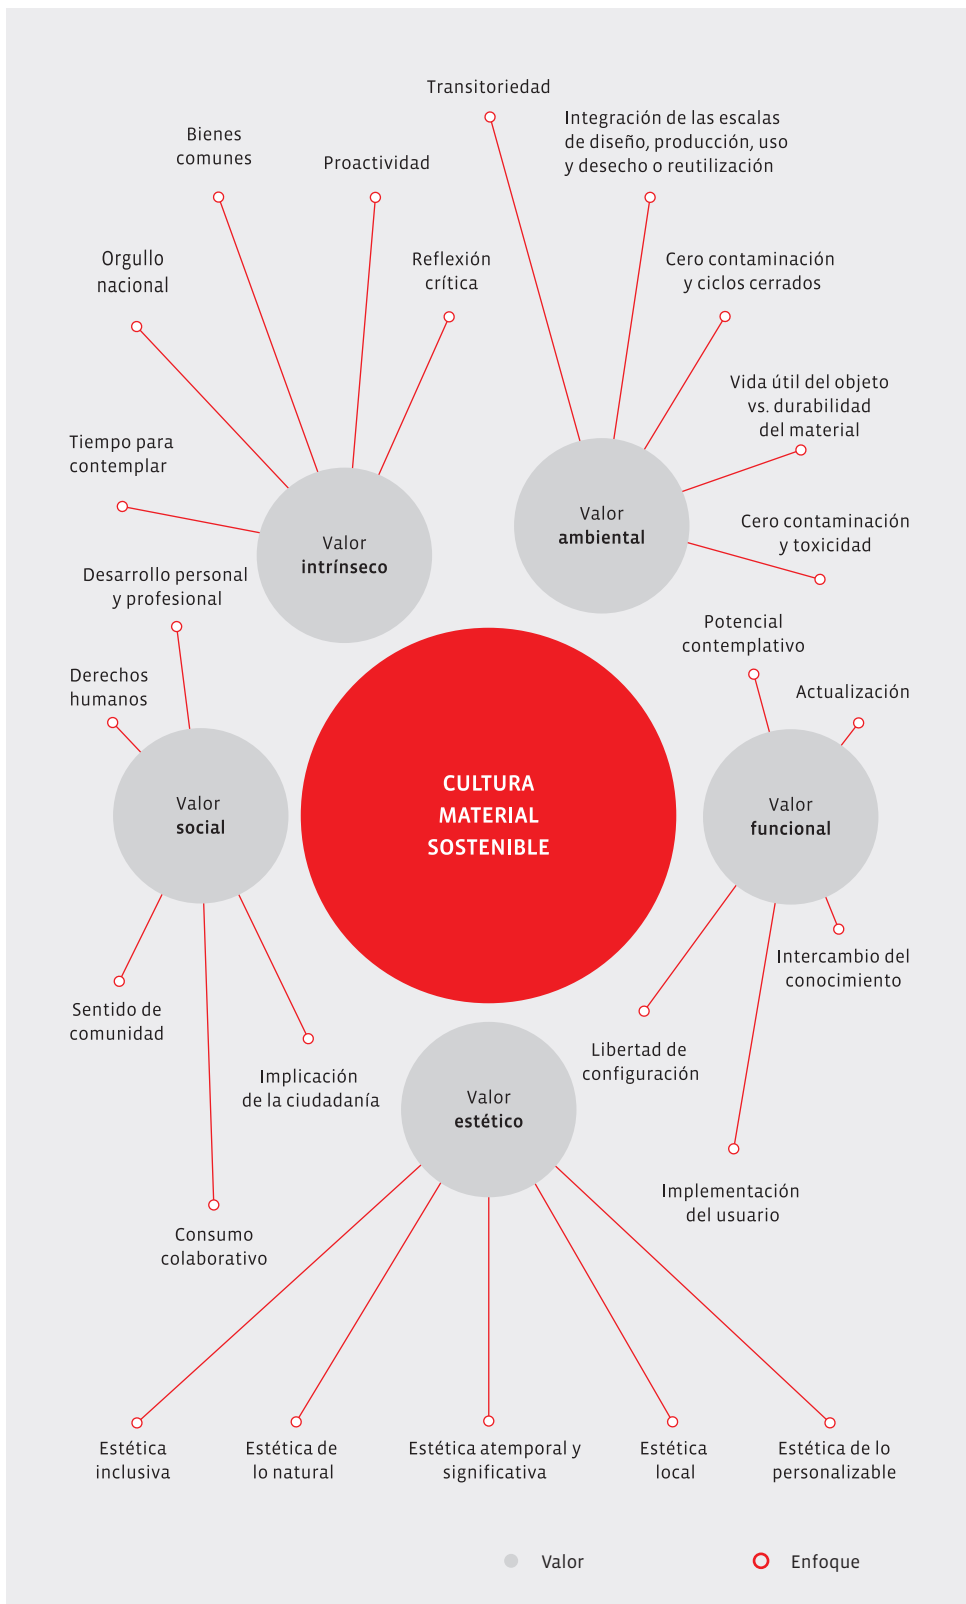 Transitoriedad
Integración de las escalas
de diseño, producción, uso
y desecho o reutilización
Bienes
comunes
Proactividad
Orgullo
nacional
Reflexión
crítica
Cero contaminación
y ciclos cerrados
Vida útil del objeto
vs. durabilidad
del material
Tiempo para
contemplar
Valor
intrínseco
Valor
ambiental
Cero contaminación
y toxicidad
Desarrollo personal
y profesional
Potencial
contemplativo
Derechos
humanos
Actualización
Valor
social
CULTURA
MATERIAL
SOSTENIBLE
Valor
funcional
Intercambio del
conocimiento
Sentido de
comunidad
Libertad de
configuración
Implicación
de la ciudadanía
Valor
estético
Implementación
del usuario
Consumo
colaborativo
Estética
inclusiva
Estética de
lo natural
Estética atemporal y
significativa
Estética
local
Estética de lo
personalizable
Valor
Enfoque